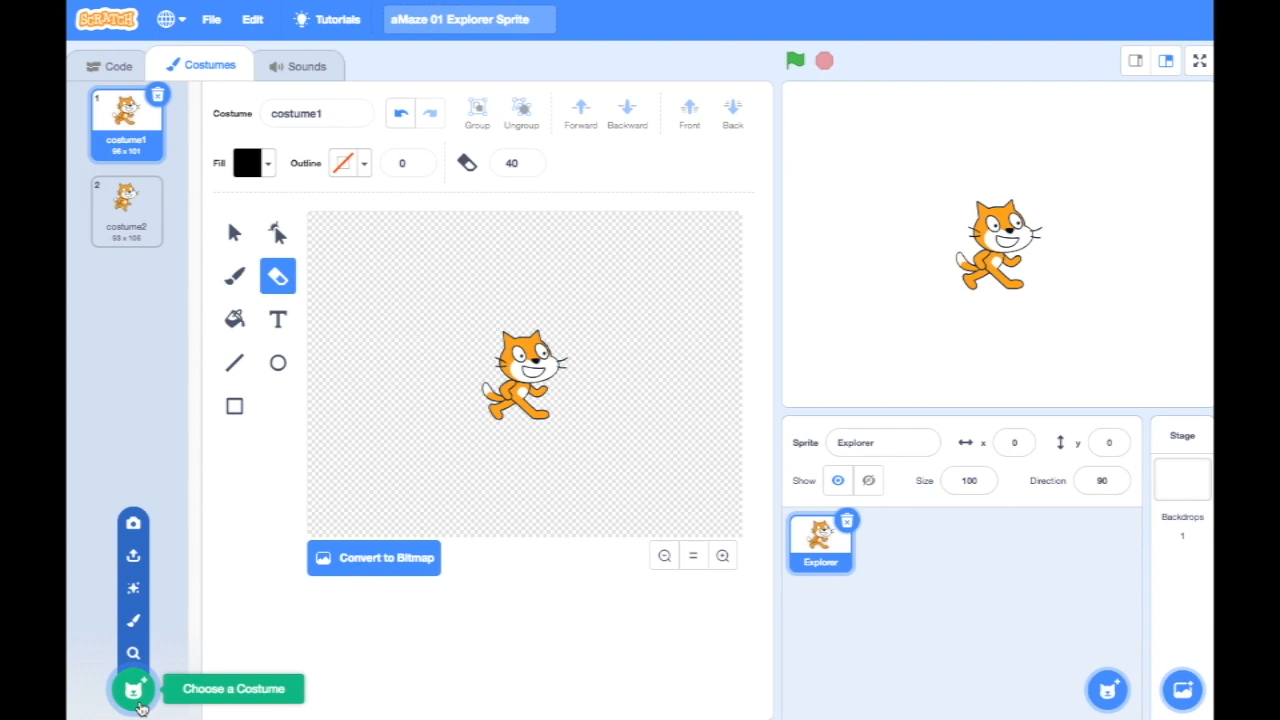 SCRATCH
File
Edit
Tutorials
aMaze 01 Explorer Sprite
Code
Costumes
Sounds
1
costume1
96 x 101
2
costume2
93 x 106
Costume
costume1
Group
Ungroup
Forward
Backward
Front
Back
Fill
Outline
0
40
T
Convert to Bitmap
=
Choose a Costume
Sprite
Explorer
x
0
y
0
Show
Size
100
Direction
90
Explorer
Stage
Backdrops
1